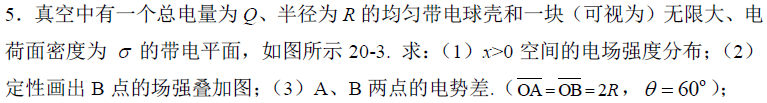 5．真空中有一个总电量为 Q、半径为 R 的均匀带电球壳和一块（可视为）无限大、电
荷面密度为 σ 的带电平面，如图所示 20-3. 求：（1）x>0 空间的电场强度分布；（2）
定性画出 B 点的场强叠加图；（3）A、B 两点的电势差.（O̅A̅=O̅B̅=2R，θ=60°）；